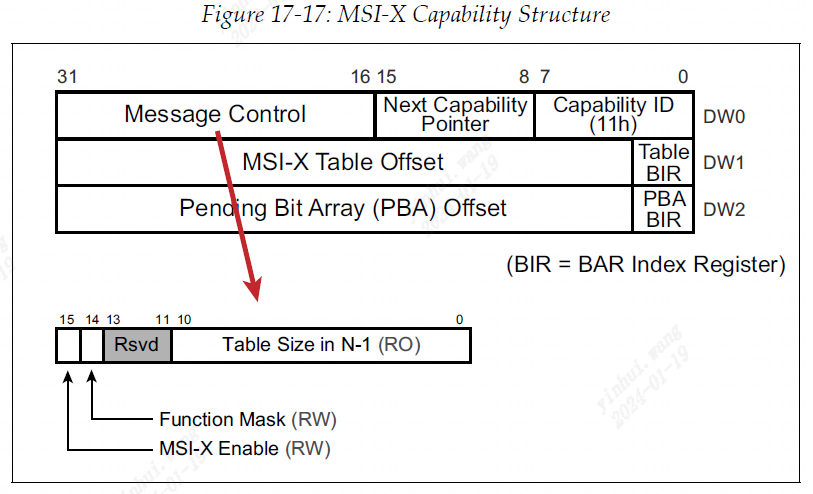 Figure 17-17: MSI-X Capability Structure
31 16 15 8 7 0
Message Control
Next Capability
Pointer
Capability ID
(11h)
DW0
MSI-X Table Offset
Table
BIR
DW1
Pending Bit Array (PBA) Offset
PBA
BIR
DW2
(BIR = BAR Index Register)
15 14 13 11 10 0
Rsvd
Table Size in N-1 (RO)
Function Mask (RW)
MSI-X Enable (RW)
yinhui.wang
2024-01-19